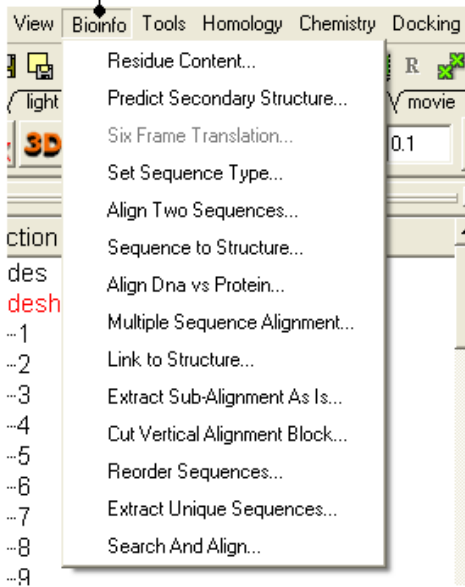 View Bioinfo Tools Homology Chemistry Docking
Residue Content...
R
Predict Secondary Structure...
light
movie
Six Frame Translation...
3D
0.1
Set Sequence Type...
Align Two Sequences...
ction
Sequence to Structure...
des
Align Dna vs Protein...
desh
Multiple Sequence Alignment...
--1
Link to Structure...
--2
Extract Sub-Alignment As Is...
--3
Cut Vertical Alignment Block...
--4
--5
Reorder Sequences...
--6
Extract Unique Sequences...
--7
Search And Align...
--8
--9